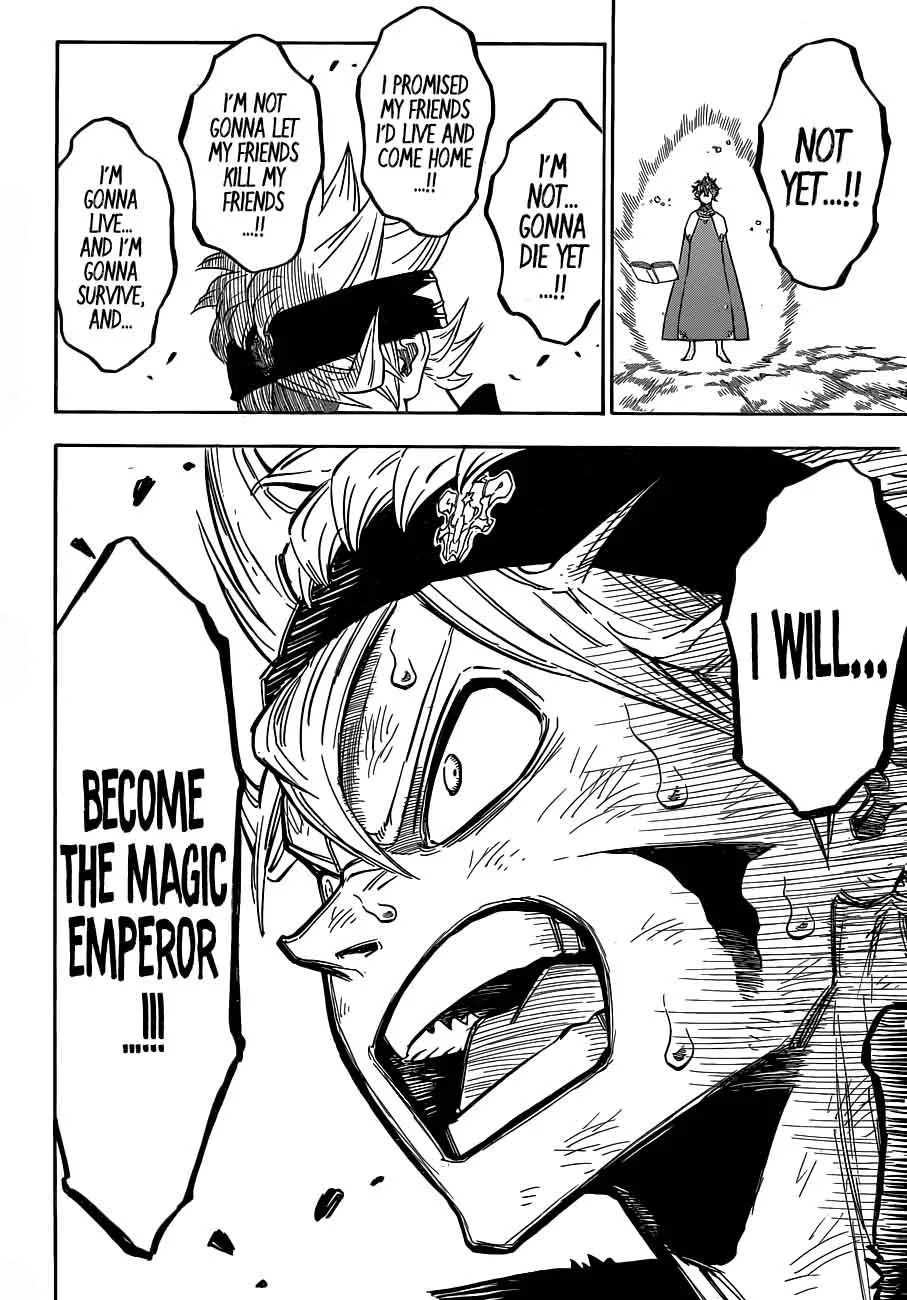 NOT
YET...!!
I'M
NOT...
GONNA
DIE YET
...!!
I PROMISED
MY FRIENDS
I'D LIVE AND
COME HOME
...!!
I'M NOT
GONNA LET
MY FRIENDS
KILL MY
FRIENDS
...!!
I'M
GONNA
LIVE...
AND I'M
GONNA
SURVIVE,
AND...
I WILL...
BECOME
THE MAGIC
EMPEROR
...!!!